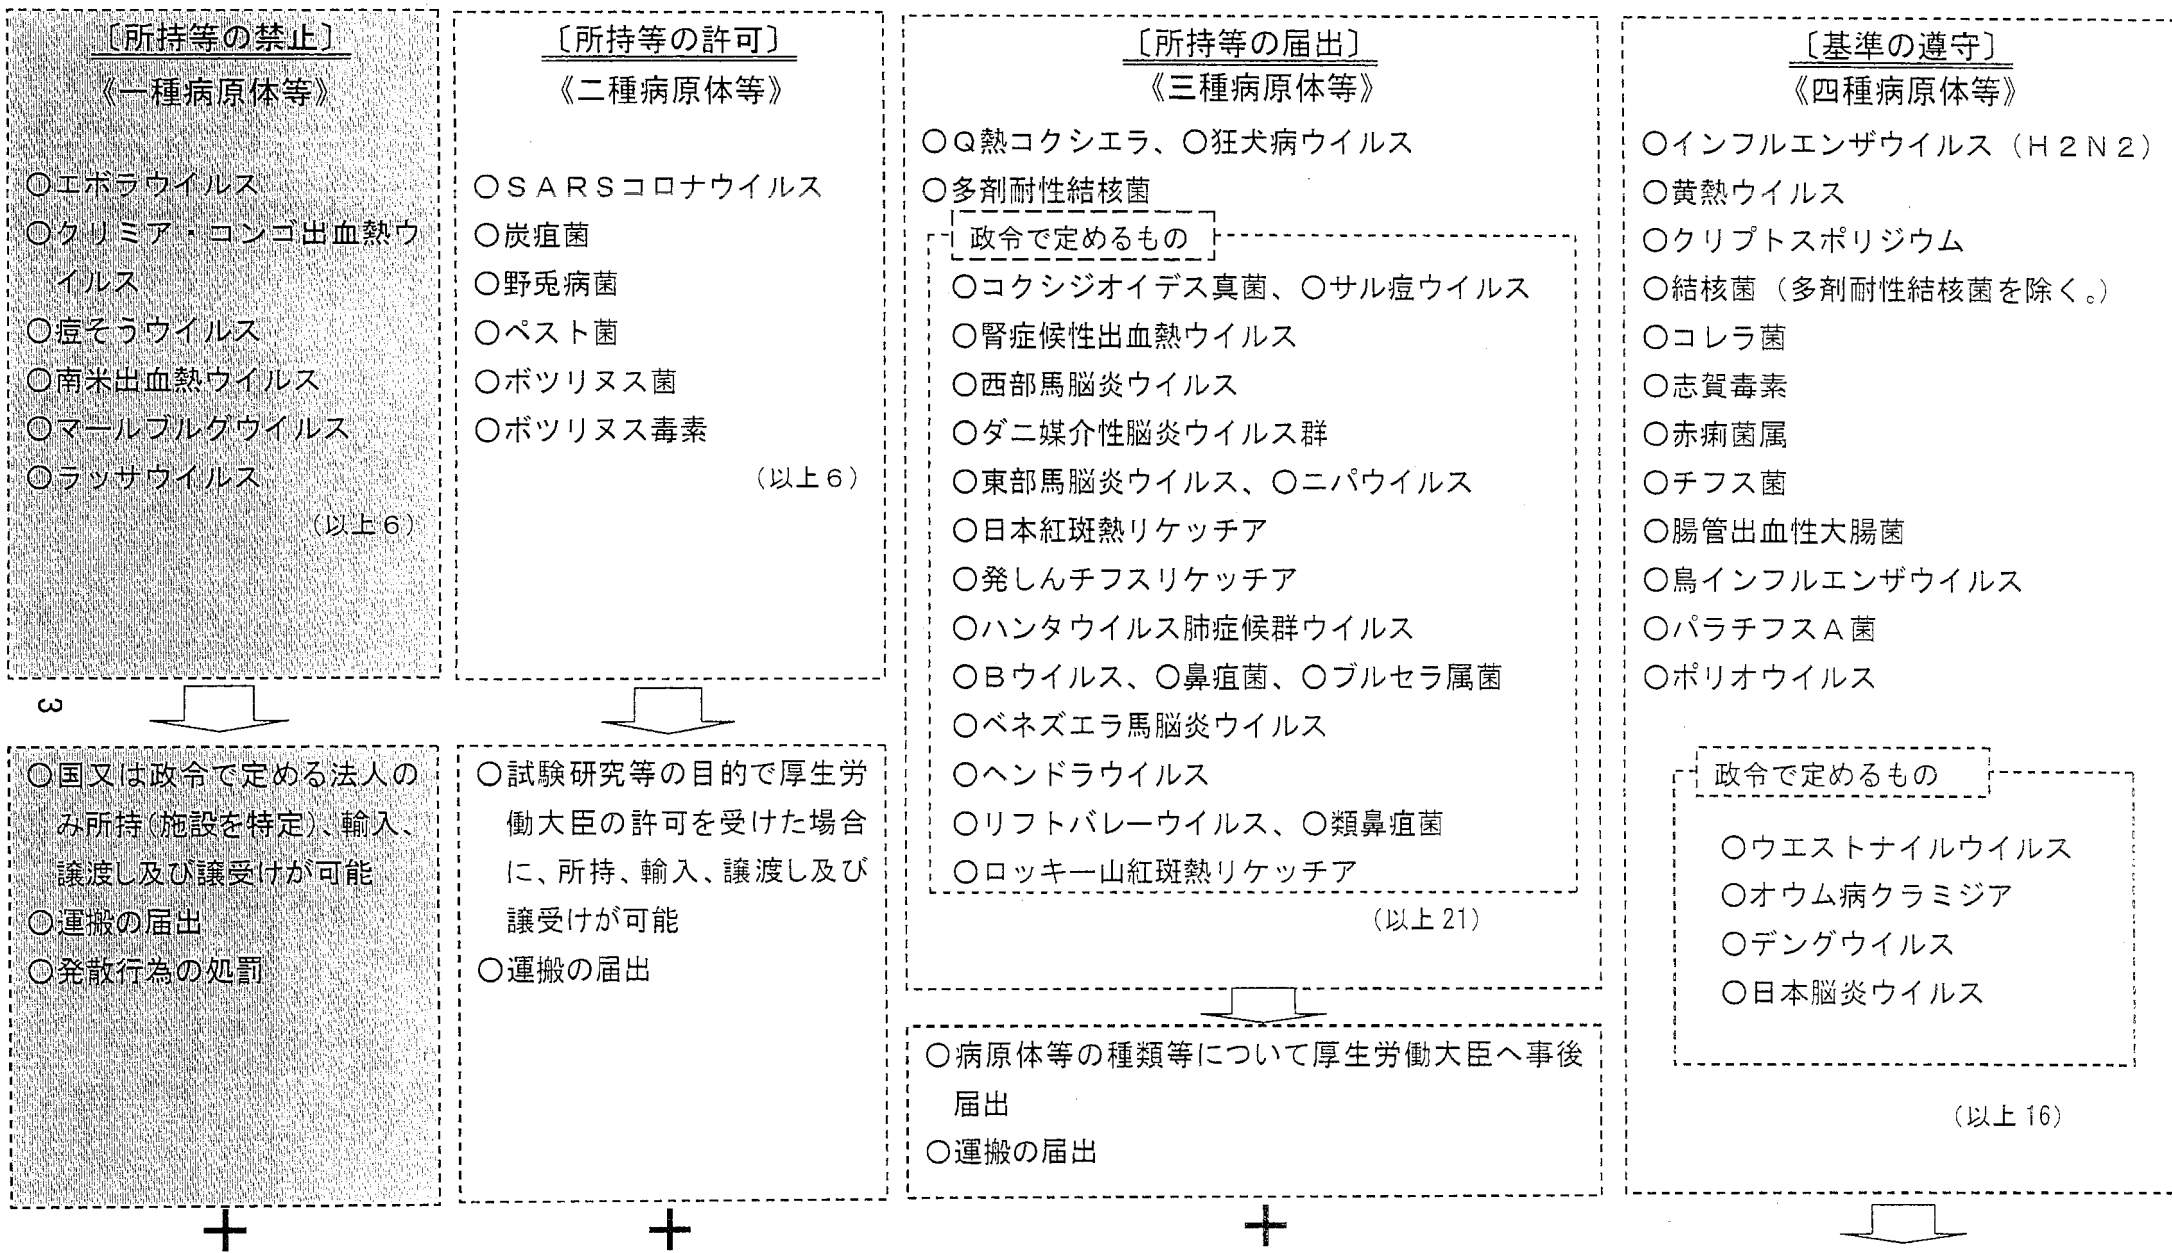 〔所持等の禁止〕
《一種病原体等》
○エボラウイルス
○クリミア・コンゴ出血熱ウ
イルス
○痘そうウイルス
○南米出血熱ウイルス
○マールブルグウイルス
○ラッサウイルス
（以上６）
3
○国又は政令で定める法人の
み所持(施設を特定)、輸入、
譲渡し及び譲受けが可能
○運搬の届出
○発散行為の処罰
＋
〔所持等の許可〕
《二種病原体等》
○ＳＡＲＳコロナウイルス
○炭疽菌
○野兎病菌
○ペスト菌
○ボツリヌス菌
○ボツリヌス毒素
（以上６）
○試験研究等の目的で厚生労
働大臣の許可を受けた場合
に、所持、輸入、譲渡し及び
譲受けが可能
○運搬の届出
＋
〔所持等の届出〕
《三種病原体等》
○Ｑ熱コクシエラ、○狂犬病ウイルス
○多剤耐性結核菌
政令で定めるもの
○コクシジオイデス真菌、○サル痘ウイルス
○腎症候性出血熱ウイルス
○西部馬脳炎ウイルス
○ダニ媒介性脳炎ウイルス群
○東部馬脳炎ウイルス、○ニパウイルス
○日本紅斑熱リケッチア
○発しんチフスリケッチア
○ハンタウイルス肺症候群ウイルス
○Ｂウイルス、○鼻疽菌、○ブルセラ属菌
○ベネズエラ馬脳炎ウイルス
○ヘンドラウイルス
○リフトバレーウイルス、○類鼻疽菌
○ロッキー山紅斑熱リケッチア
（以上 21）
○病原体等の種類等について厚生労働大臣へ事後
届出
○運搬の届出
＋
〔基準の遵守〕
《四種病原体等》
○インフルエンザウイルス（Ｈ２Ｎ２）
○黄熱ウイルス
○クリプトスポリジウム
○結核菌（多剤耐性結核菌を除く。）
○コレラ菌
○志賀毒素
○赤痢菌属
○チフス菌
○腸管出血性大腸菌
○鳥インフルエンザウイルス
○パラチフスＡ菌
○ポリオウイルス
政令で定めるもの
○ウエストナイルウイルス
○オウム病クラミジア
○デングウイルス
○日本脳炎ウイルス
（以上 16）